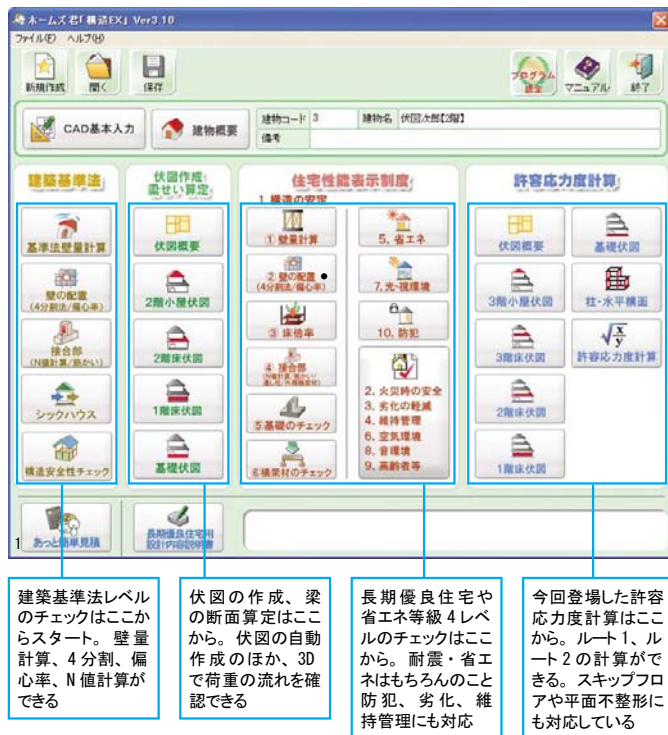 ホームズ君「構造EX」 Ver3.10
ファイル(F) ヘルプ(H)
新規作成 開く 保存 プログラム認定 マニュアル 終了
CAD基本入力 建物概要
建物コード 3 建物名 伏図次郎【2階】
備考
建築基準法
基準法壁量計算
壁の配置
(4分割法/偏心率)
接合部
(N値計算/筋かい)
シックハウス
構造安全性チェック
伏図作成
梁せい算定
伏図概要
2階小屋伏図
2階床伏図
1階床伏図
基礎伏図
住宅性能表示制度
1. 構造の安定
① 壁量計算
② 壁の配置
(4分割法/偏心率)
③ 床倍率
④ 接合部
⑤基礎のチェック
⑥横架材のチェック
5. 省エネ
7. 光・視環境
10. 防犯
2. 火災時の安全
3. 劣化の軽減
4. 維持管理
6. 空気環境
8. 音環境
9. 高齢者等
許容応力度計算
伏図概要
3階小屋伏図
3階床伏図
2階床伏図
1階床伏図
基礎伏図
柱・水平構面
√x/y
許容応力度計算
1
あっと簡単見積
長期優良住宅用
設計内容説明書
建築基準法レベル
のチェックはここか
らスタート。 壁量
計算、4分割、偏
心率、N値計算が
できる
伏図の作成、 梁
の断面算定はここ
から。 伏図の自動
作成のほか、3D
で荷重の流れを確
認できる
長期優良住宅や
省エネ等級4レベ
ルのチェックはここ
から。 耐震・省エ
ネはもちろんのこと
防犯、 劣化、 維
持管理にも対応
今回登場した許容
応力度計算はここ
から。 ルート1、ル
ート2の計算がで
きる。 スキップフロ
アや平面不整形に
も対応している